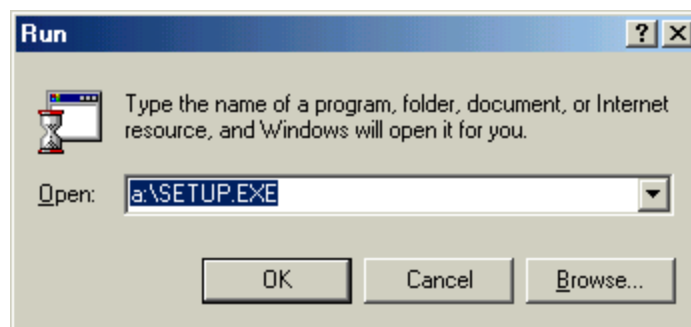 Run
Type the name of a program, folder, document, or Internet
resource, and Windows will open it for you.
Open: a:\SETUP.EXE
OK Cancel Browse...